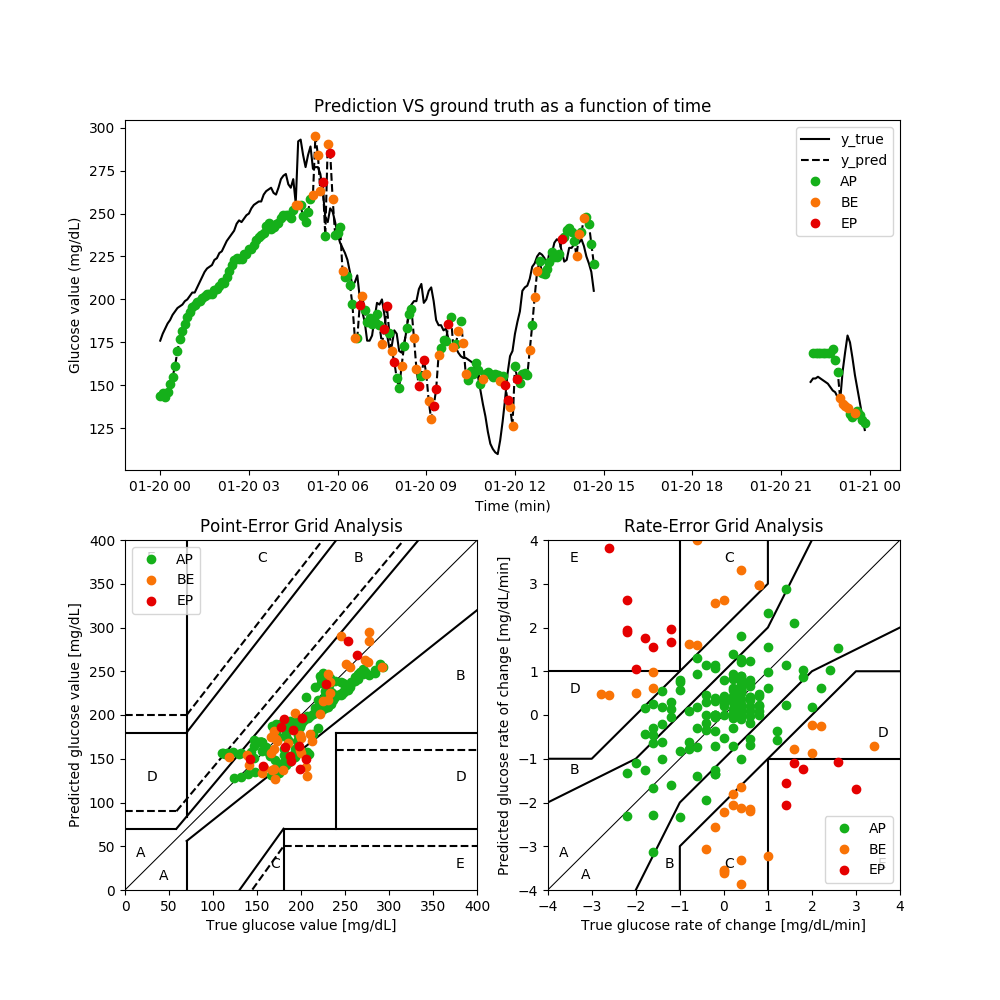 Prediction VS ground truth as a function of time
Glucose value (mg/dL)
300
275
250
225
200
175
150
125
y_true
y_pred
AP
BE
EP
01-20 00 01-20 03 01-20 06 01-20 09 01-20 12 01-20 15 01-20 18 01-20 21 01-21 00
Time (min)
Point-Error Grid Analysis
Predicted glucose value [mg/dL]
400
350
300
250
200
150
100
50
0
AP
BE
EP
C
B
B
D
D
A
A
C
E
0 50 100 150 200 250 300 350 400
True glucose value [mg/dL]
Rate-Error Grid Analysis
Predicted glucose rate of change [mg/dL/min]
4
3
2
1
0
−1
−2
−3
−4
E
C
D
D
B
A
A
B
C
AP
BE
EP
−4 −3 −2 −1 0 1 2 3 4
True glucose rate of change [mg/dL/min]